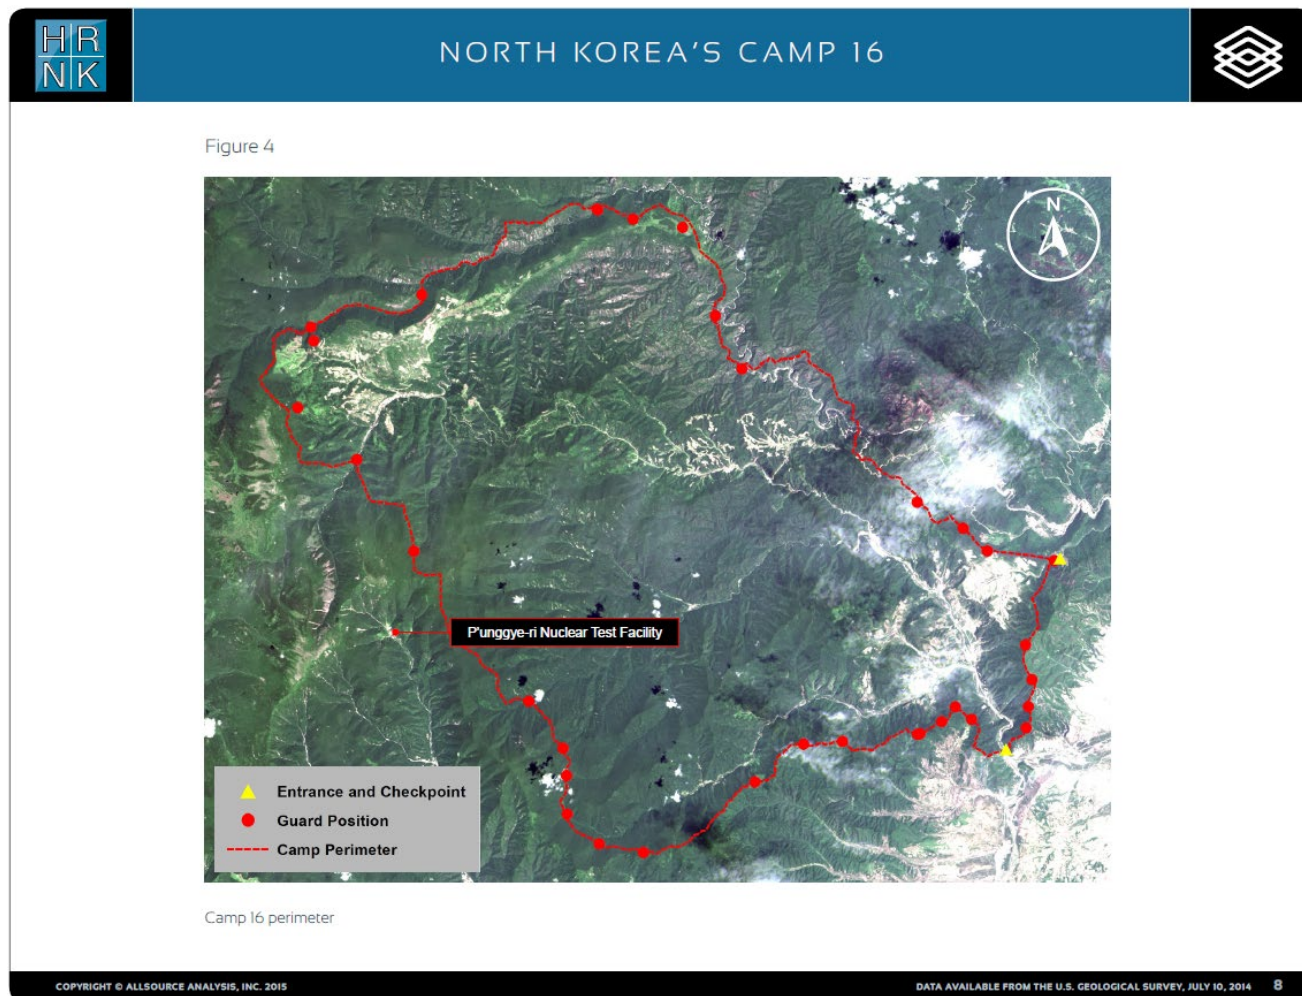 HR
NK
NORTH KOREA'S CAMP 16
Figure 4
N
P'unggye-ri Nuclear Test Facility
Entrance and Checkpoint
Guard Position
Camp Perimeter
Camp 16 perimeter
COPYRIGHT © ALLSOURCE ANALYSIS, INC. 2015
DATA AVAILABLE FROM THE U.S. GEOLOGICAL SURVEY, JULY 10, 2014 8